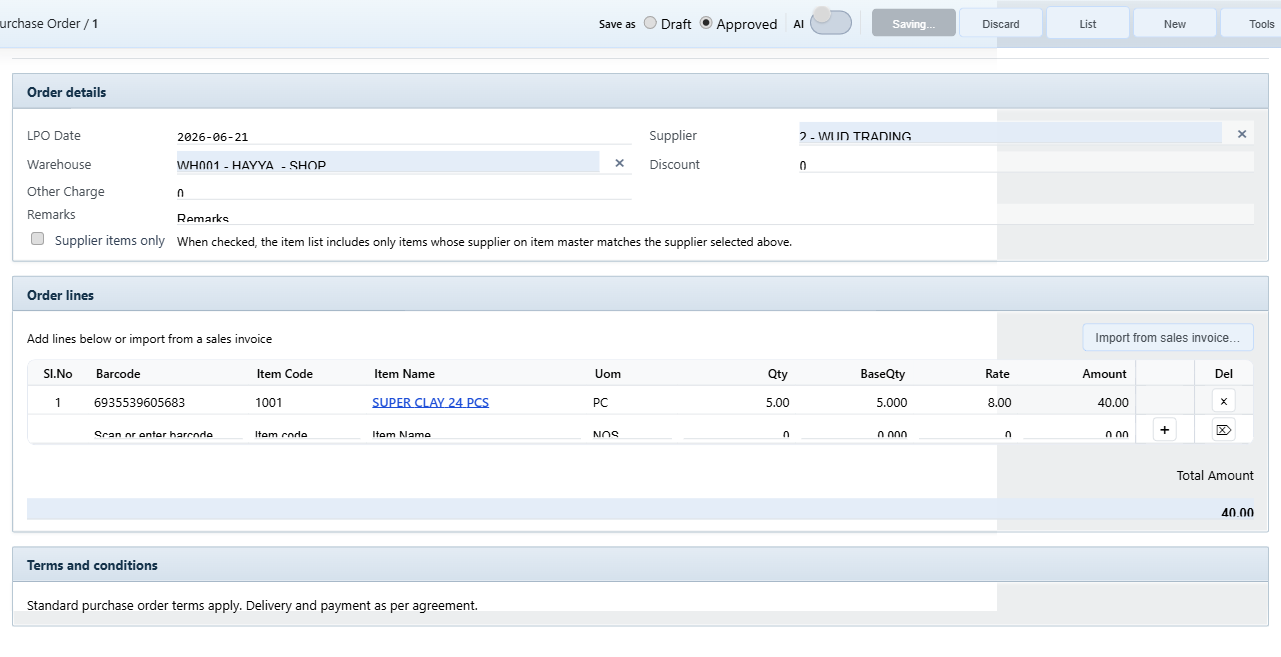 urchase Order / 1
Save as Draft Approved AI Saving... Discard List New Tools
Order details
LPO Date 2026-06-21 Supplier 2 - WUD TRADING ×
Warehouse WH001 - HAYYA - SHOP × Discount 0
Other Charge 0
Remarks Remarks
Supplier items only When checked, the item list includes only items whose supplier on item master matches the supplier selected above.
Order lines
Add lines below or import from a sales invoice Import from sales invoice...
Sl.No Barcode Item Code Item Name Uom Qty BaseQty Rate Amount Del
1 6935539605683 1001 SUPER CLAY 24 PCS PC 5.00 5.000 8.00 40.00 x
Scan or enter barcode Item code Item Name NOS 0 0.000 0 0.00 + ⌦
Total Amount
40.00
Terms and conditions
Standard purchase order terms apply. Delivery and payment as per agreement.